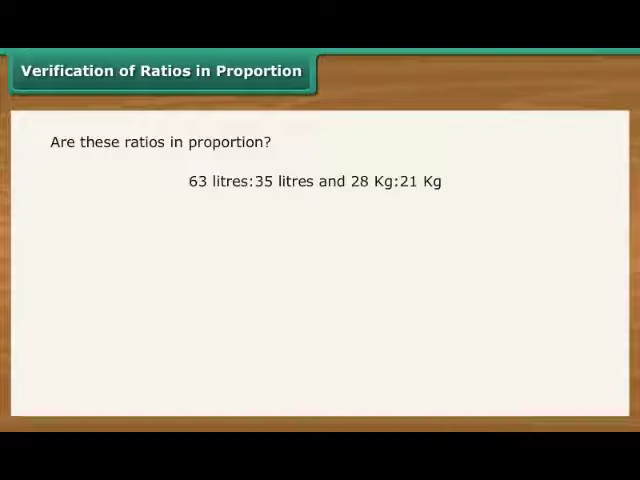 Verification of Ratios in Proportion
Are these ratios in proportion?
63 litres:35 litres and 28 Kg:21 Kg